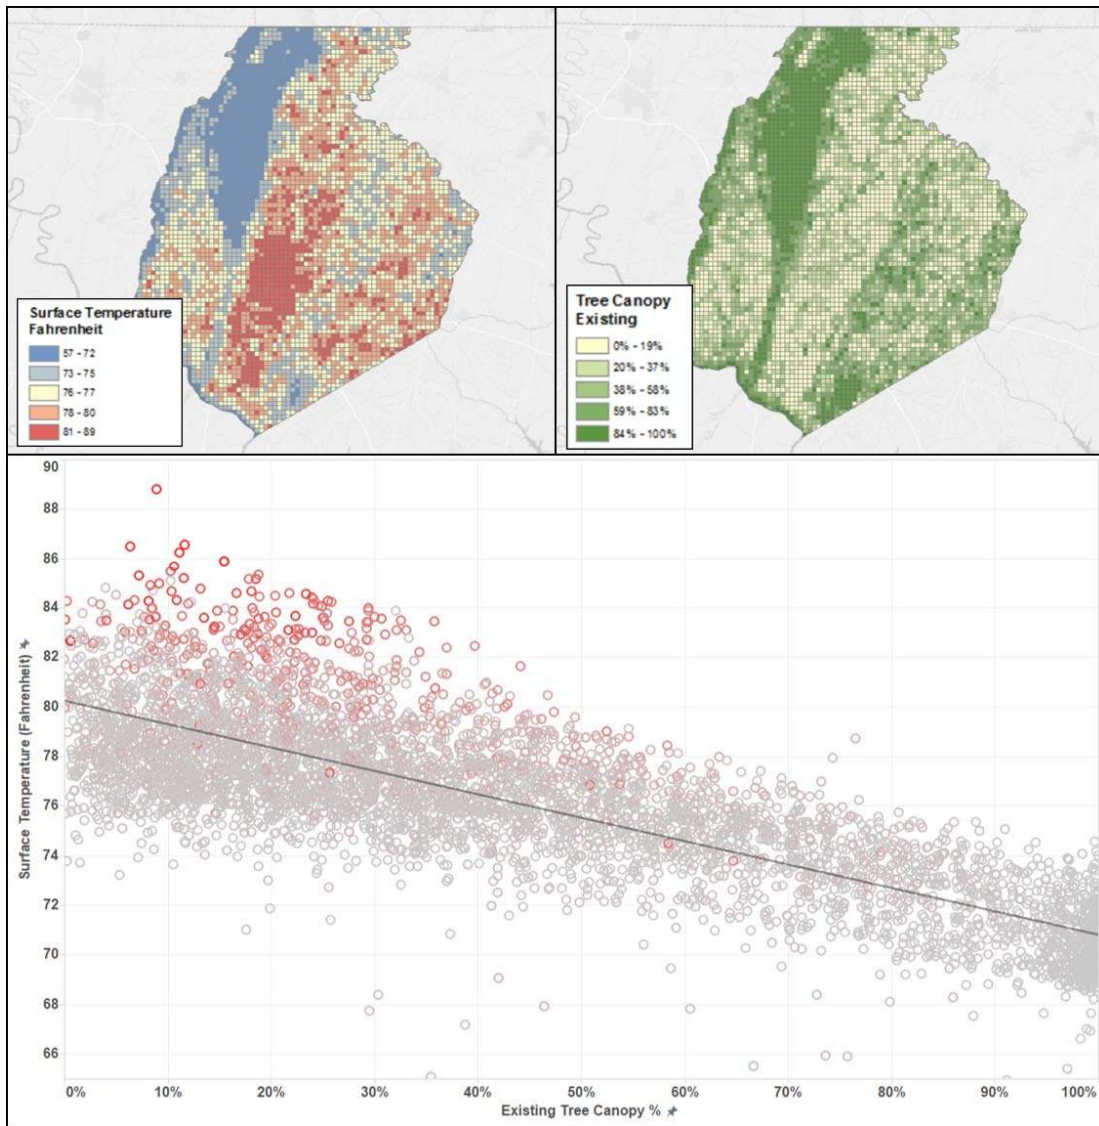 Surface Temperature
Fahrenheit
57 - 72
73 - 75
76 - 77
78 - 80
81 - 89
Tree Canopy
Existing
0% - 19%
20% - 37%
38% - 58%
59% - 83%
84% - 100%
90
88
86
84
82
80
78
76
74
72
70
68
66
Surface Temperature (Fahrenheit)
0%
10%
20%
30%
40%
50%
60%
70%
80%
90%
100%
Existing Tree Canopy %